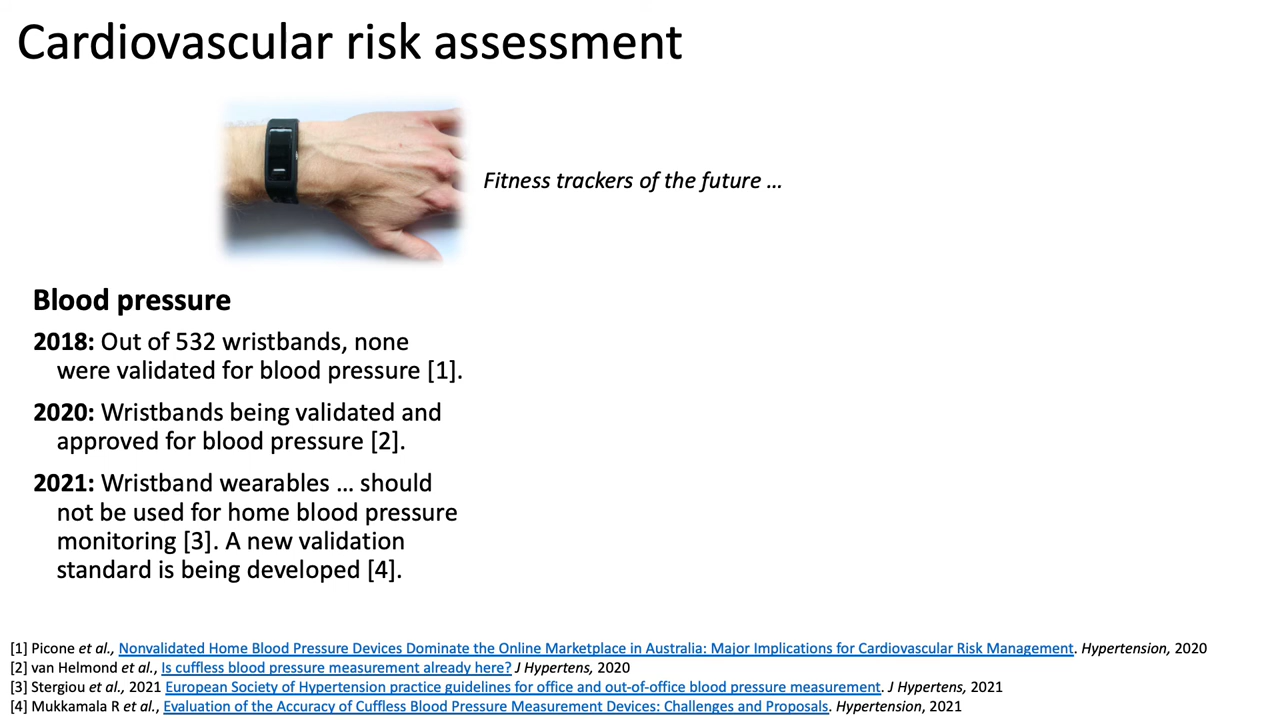 Cardiovascular risk assessment
Fitness trackers of the future …
Blood pressure
2018: Out of 532 wristbands, none
were validated for blood pressure [1].
2020: Wristbands being validated and
approved for blood pressure [2].
2021: Wristband wearables … should
not be used for home blood pressure
monitoring [3]. A new validation
standard is being developed [4].
[1] Picone et al., Nonvalidated Home Blood Pressure Devices Dominate the Online Marketplace in Australia: Major Implications for Cardiovascular Risk Management. Hypertension, 2020
[2] van Helmond et al., Is cuffless blood pressure measurement already here? J Hypertens, 2020
[3] Stergiou et al., 2021 European Society of Hypertension practice guidelines for office and out-of-office blood pressure measurement. J Hypertens, 2021
[4] Mukkamala R et al., Evaluation of the Accuracy of Cuffless Blood Pressure Measurement Devices: Challenges and Proposals. Hypertension, 2021